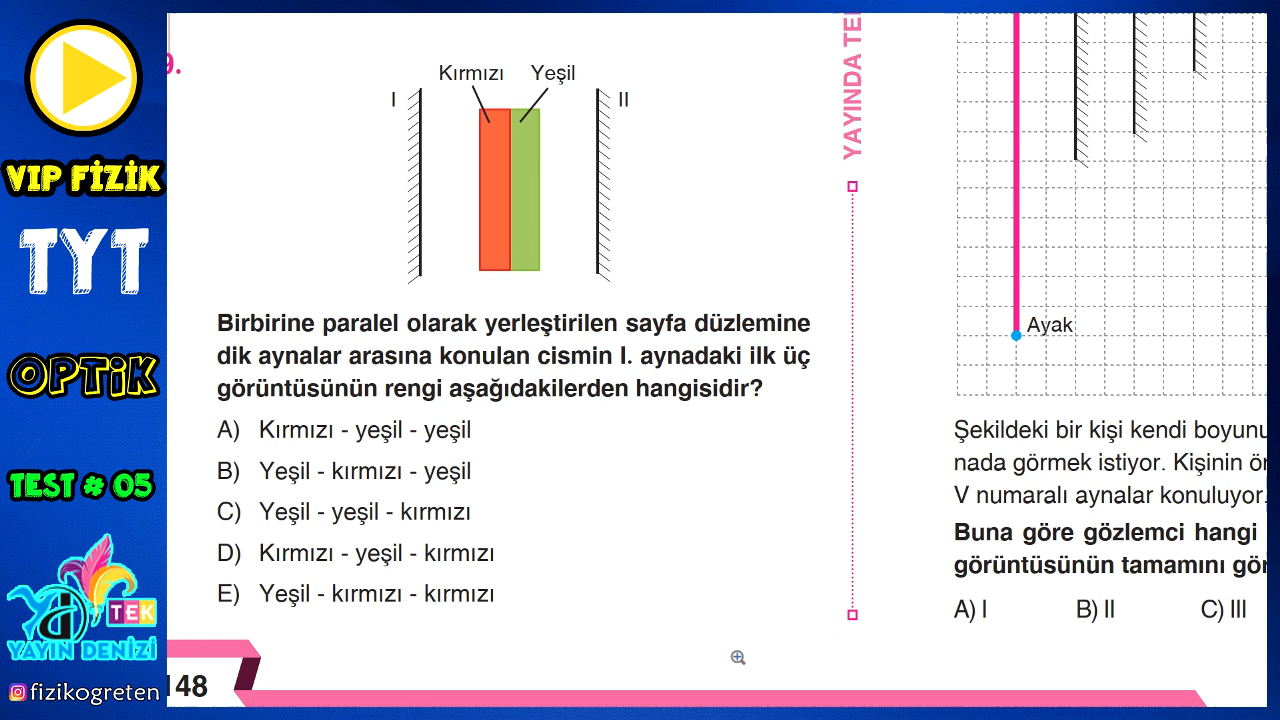 VIP FİZİK
TYT
OPTİK
TEST # 05
TEK
YAYIN DENİZİ
fizikogreten
9.
Kırmızı Yeşil
I II
Birbirine paralel olarak yerleştirilen sayfa düzlemine
dik aynalar arasına konulan cismin I. aynadaki ilk üç
görüntüsünün rengi aşağıdakilerden hangisidir?
A) Kırmızı - yeşil - yeşil
B) Yeşil - kırmızı - yeşil
C) Yeşil - yeşil - kırmızı
D) Kırmızı - yeşil - kırmızı
E) Yeşil - kırmızı - kırmızı
148
YAYINDA TE
Ayak
Şekildeki bir kişi kendi boyunu
nada görmek istiyor. Kişinin ön
V numaralı aynalar konuluyor.
Buna göre gözlemci hangi
görüntüsünün tamamını gör
A) I B) II C) III